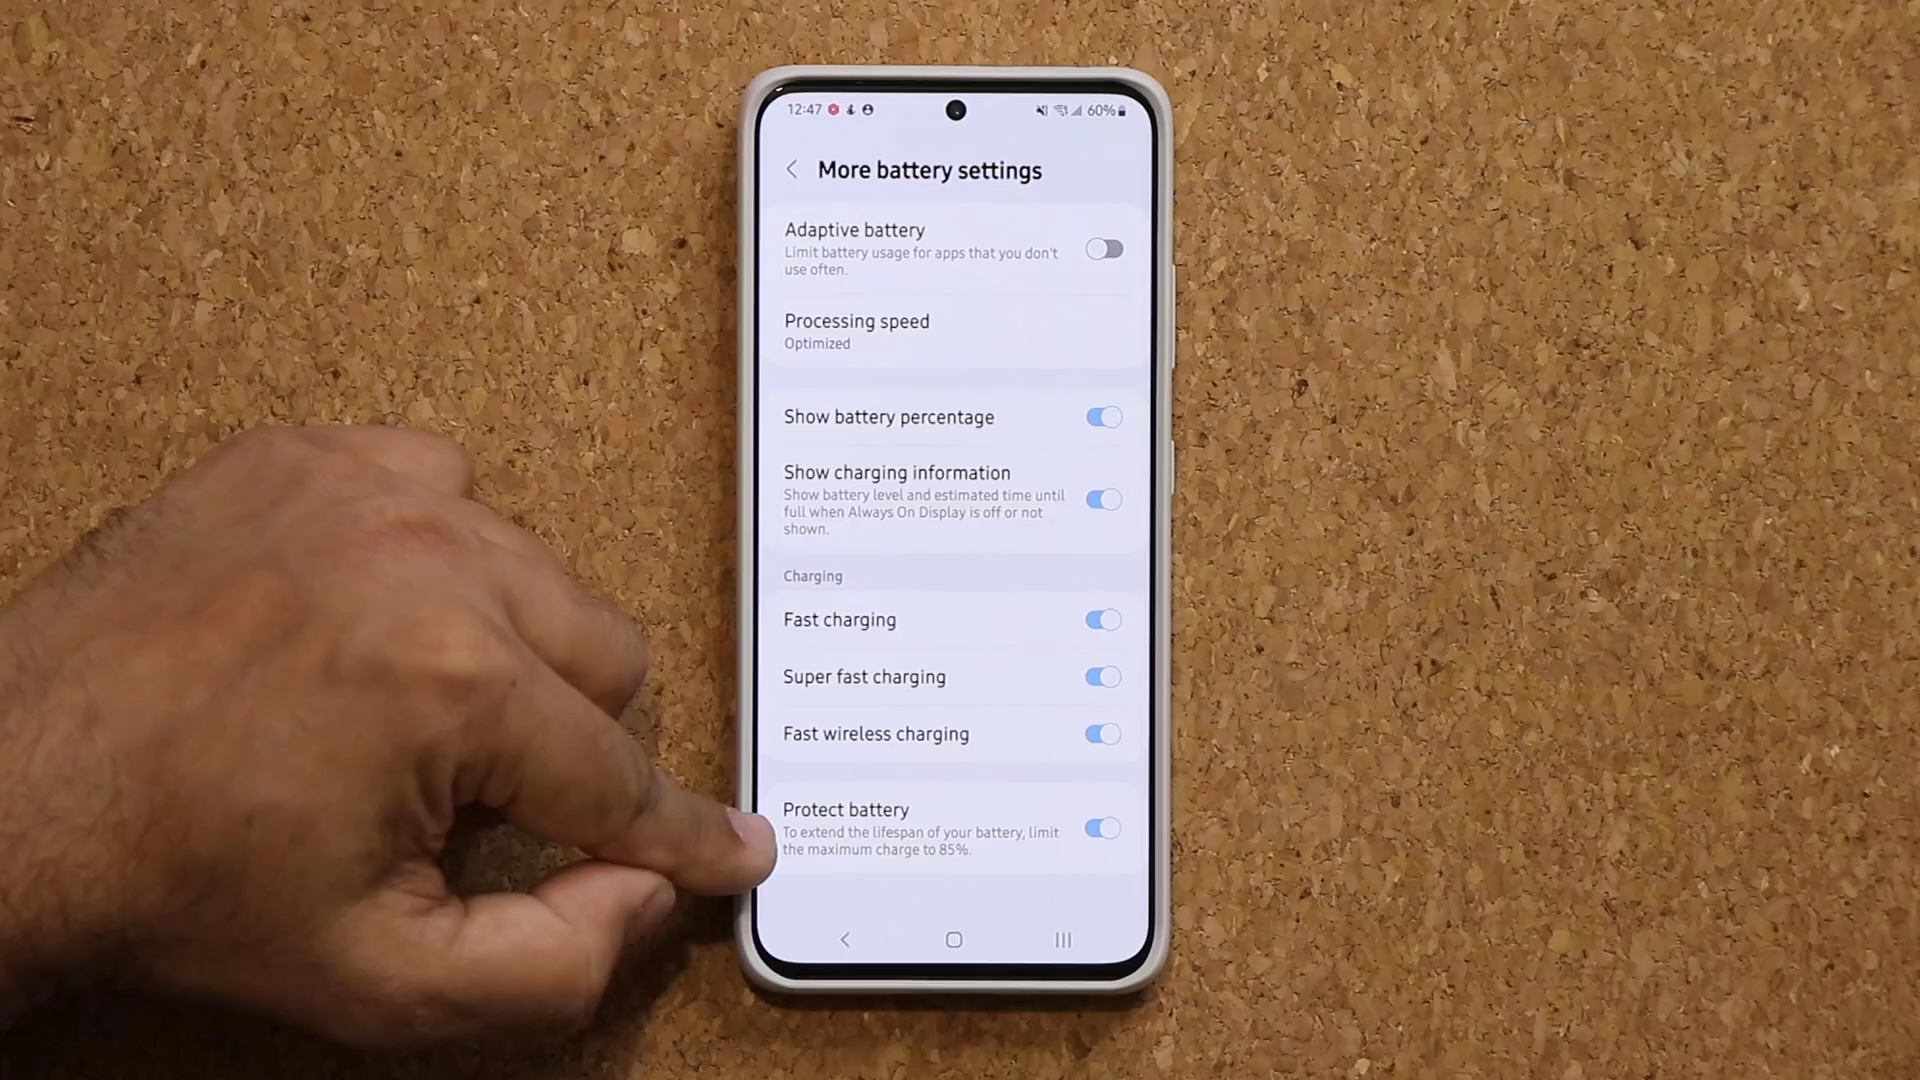 12:47 60%
More battery settings
Adaptive battery
Limit battery usage for apps that you don't
use often.
Processing speed
Optimized
Show battery percentage
Show charging information
Show battery level and estimated time until
full when Always On Display is off or not
shown.
Charging
Fast charging
Super fast charging
Fast wireless charging
Protect battery
To extend the lifespan of your battery, limit
the maximum charge to 85%.